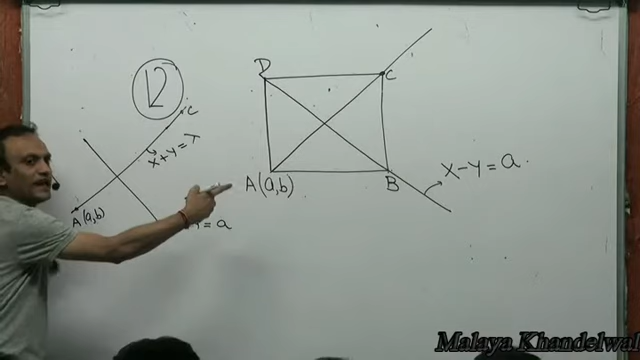 12
C
x+y=λ
A(a,b)
= a
D
C
A(a,b)
B
x-y=a
Malaya Khandelwal